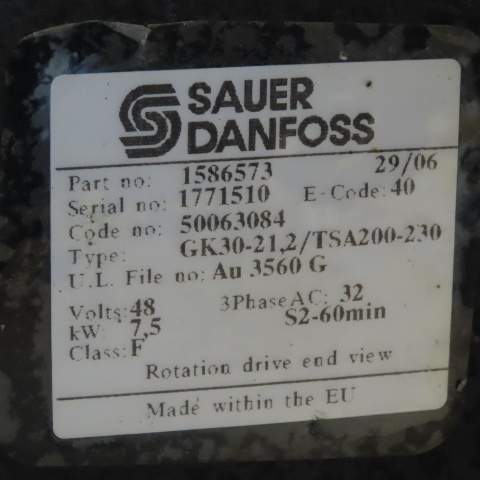 SAUER
DANFOSS
Part no: 1586573 29/06
Serial no: 1771510 E-Code: 40
Code no: 50063084
Type: GK30-21,2/TSA200-230
U.L. File no: Au 3560 G
Volts: 48 3PhaseAC: 32
kW: 7,5 S2-60min
Class: F
Rotation drive end view
Made within the EU